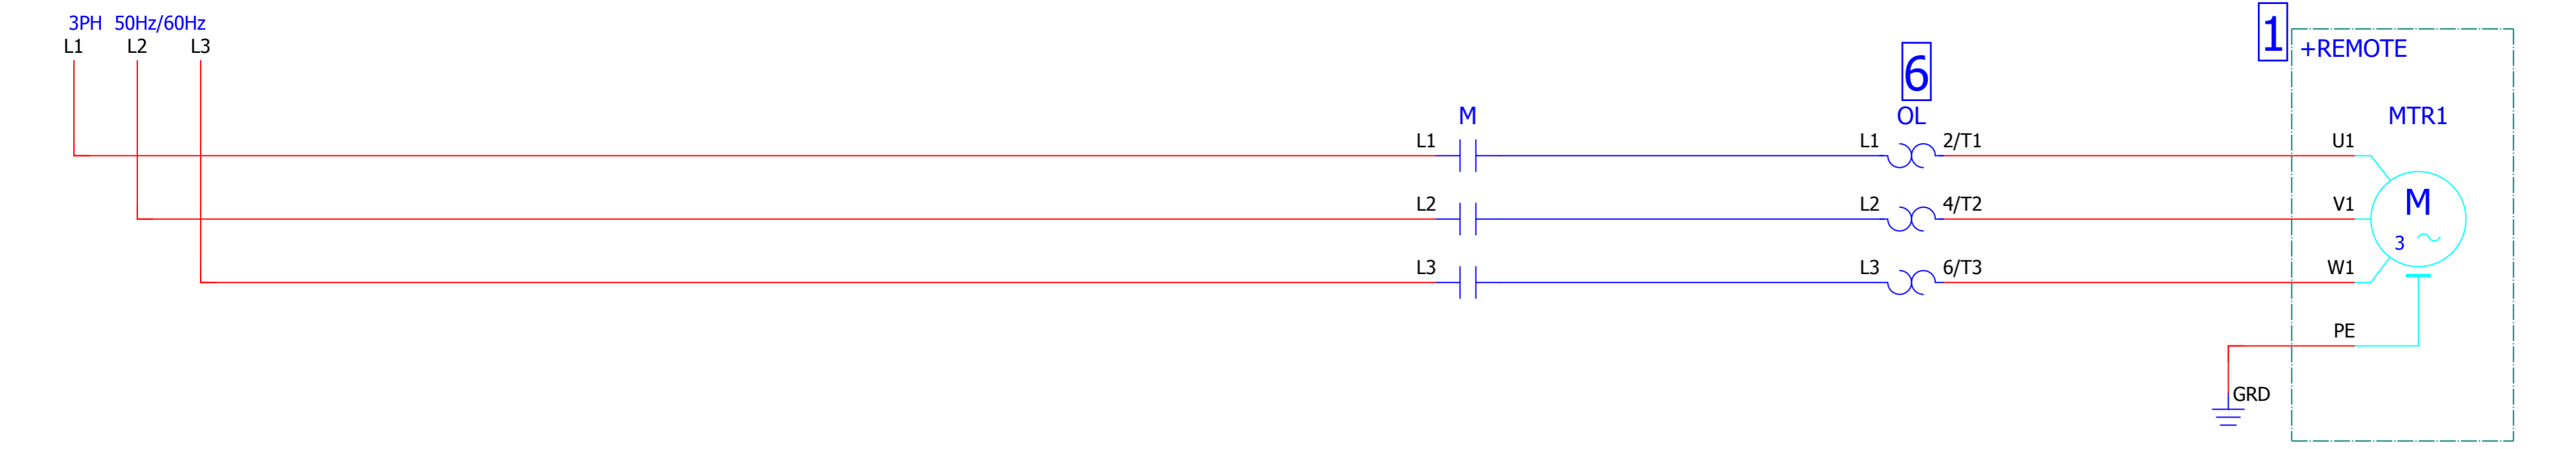 3PH 50Hz/60Hz
L1 L2 L3
1
+REMOTE
6
M OL MTR1
L1 L1 2/T1 U1
L2 L2 4/T2 V1
M
3
L3 L3 6/T3 W1
PE
GRD